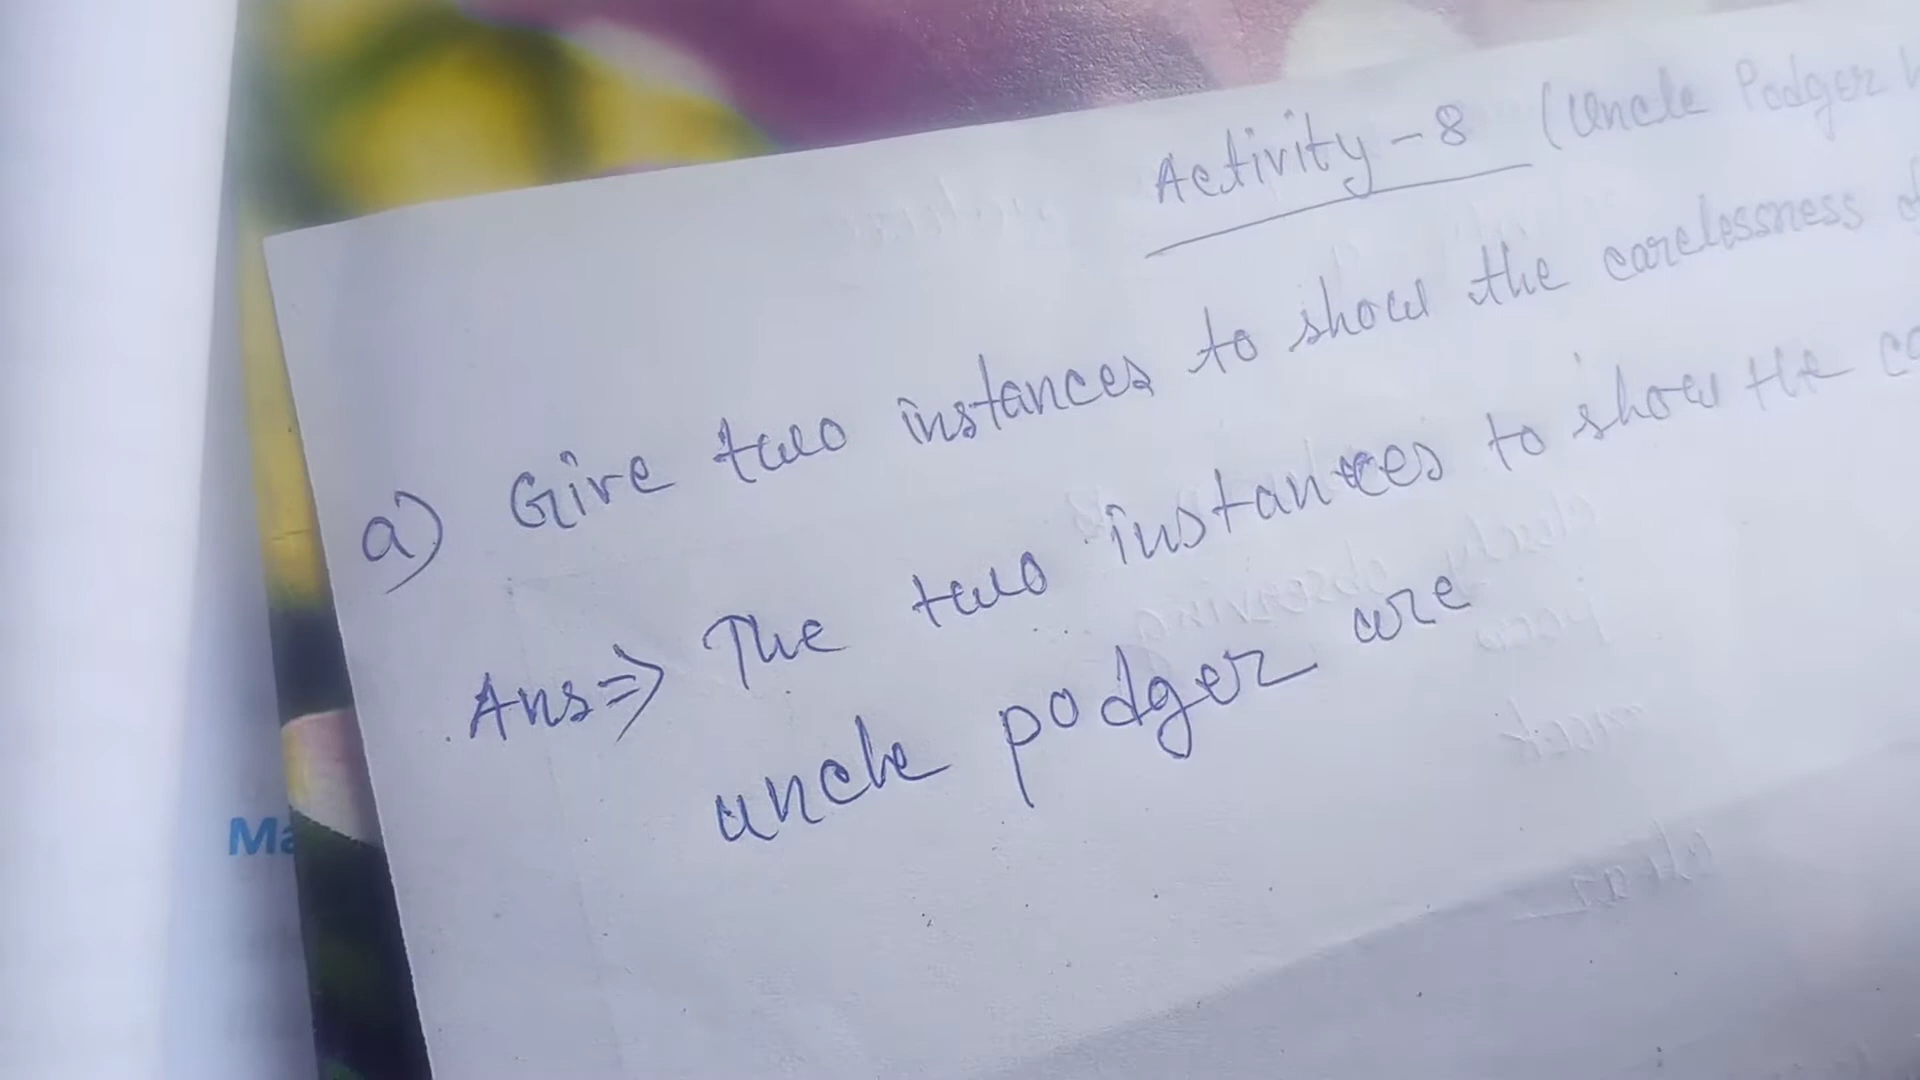 Activity-8 (Uncle Podger
a) Give two instances to show the carelessness
Ans⇒ The two instances to show the
uncle podger are
Ma